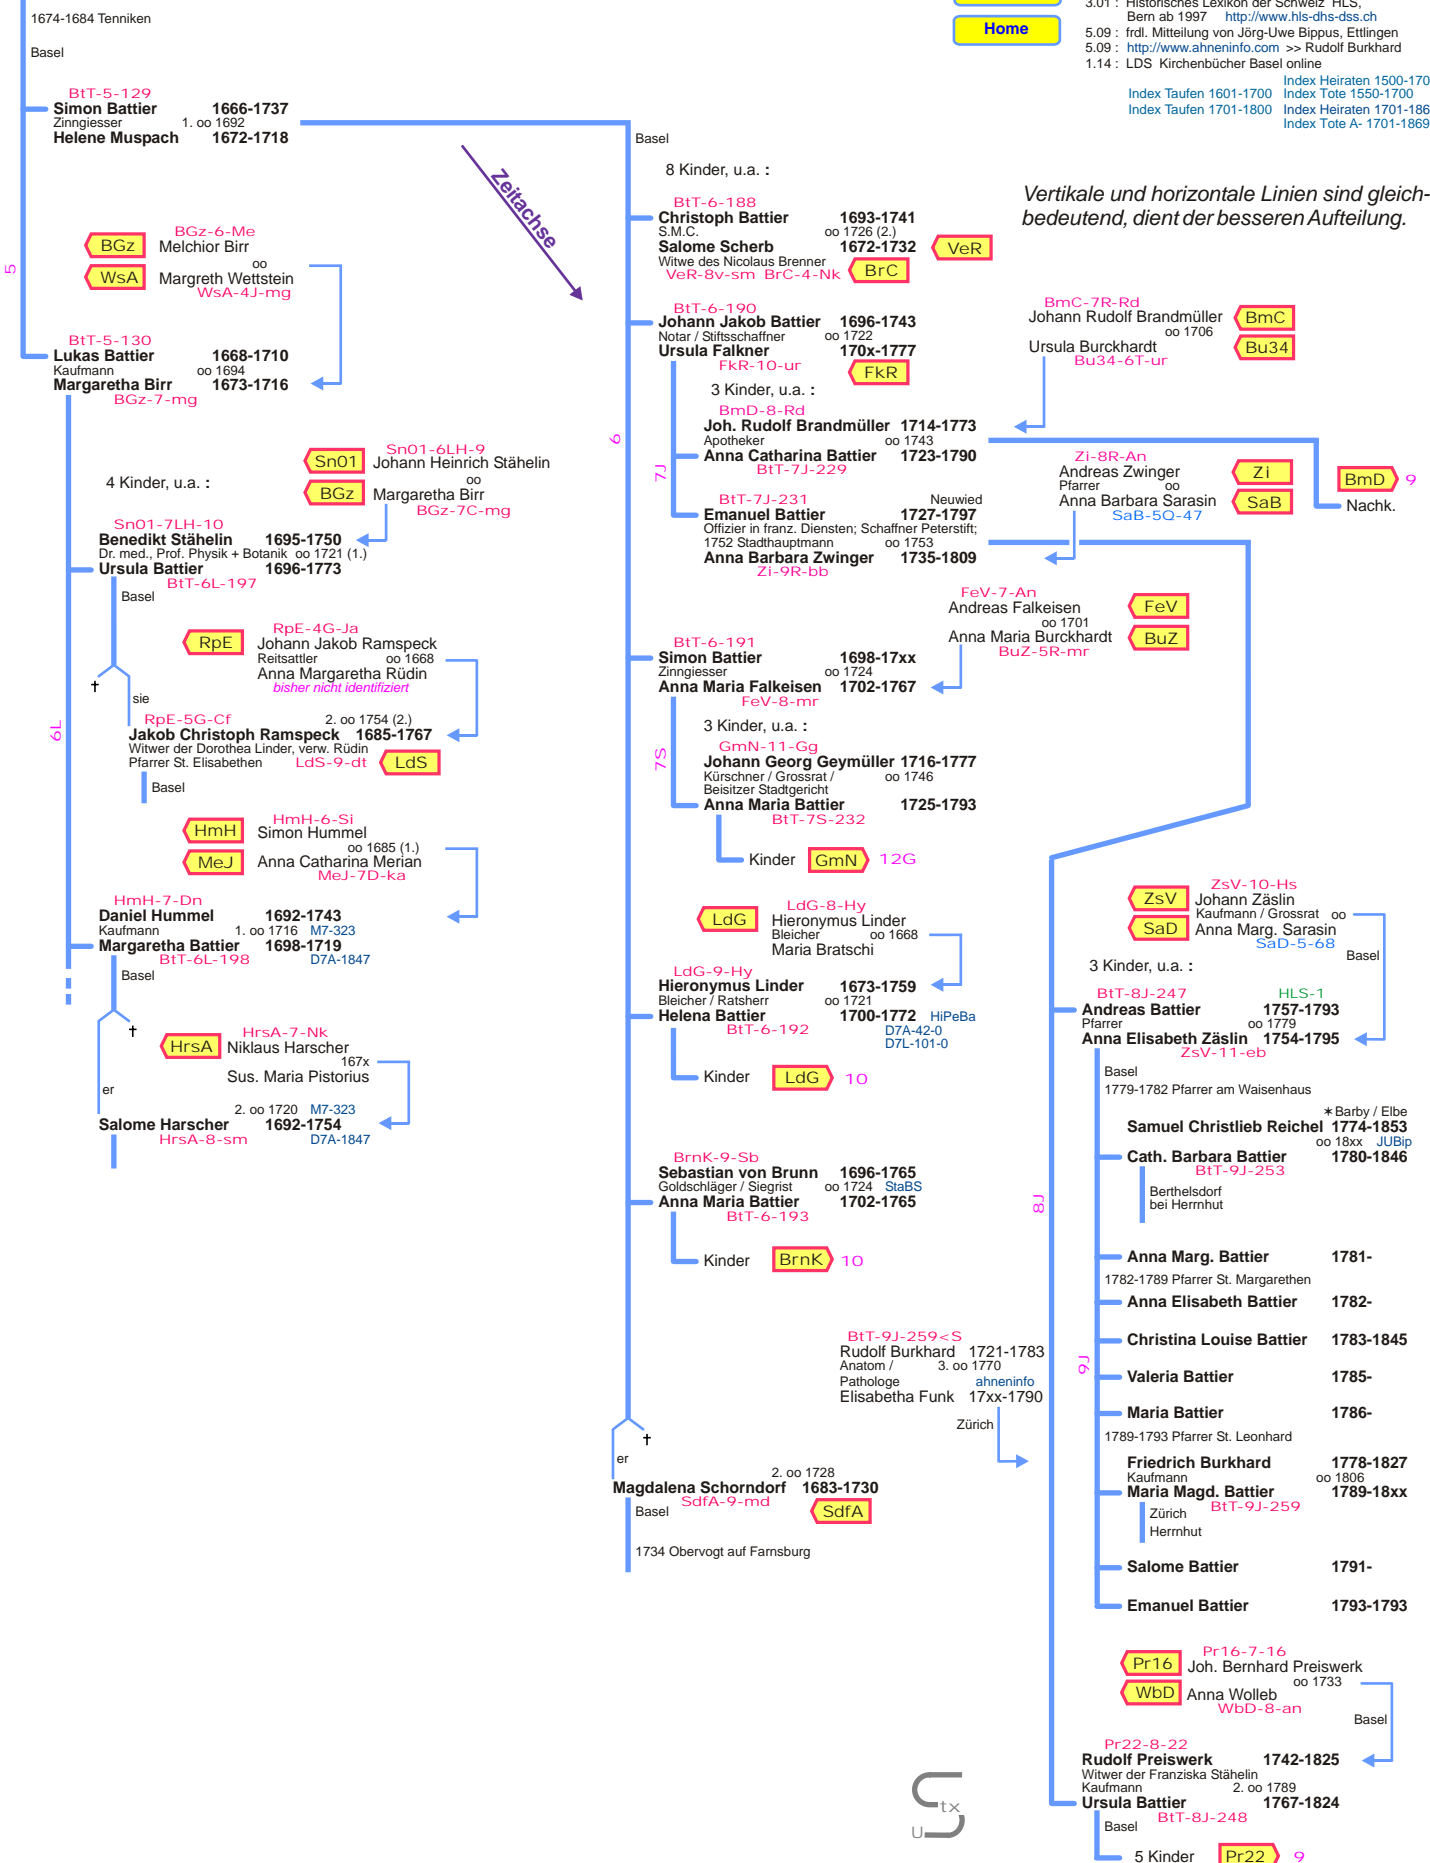 1674-1684 Tenniken
Basel
BtT-5-129
Simon Battier 1666-1737
Zinngiesser 1. oo 1692
Helene Muspach 1672-1718
BGz-6-Me
BGz Melchior Birr
oo
WsA Margreth Wettstein
WsA-4J-mg
5
BtT-5-130
Lukas Battier 1668-1710
Kaufmann oo 1694
Margaretha Birr 1673-1716
BGz-7-mg
Sn01-6LH-9
Sn01 Johann Heinrich Stähelin
oo
BGz Margaretha Birr
BGz-7C-mg
4 Kinder, u.a. :
Sn01-7LH-10
Benedikt Stähelin 1695-1750
Dr. med., Prof. Physik + Botanik oo 1721 (1.)
Ursula Battier 1696-1773
BtT-6L-197
Basel
RpE-4G-Ja
RpE Johann Jakob Ramspeck
Reitsattler oo 1668
Anna Margaretha Rüdin
bisher nicht identifiziert
†
sie
6L
RpE-5G-Cf 2. oo 1754 (2.)
Jakob Christoph Ramspeck 1685-1767
Witwer der Dorothea Linder, verw. Rüdin
Pfarrer St. Elisabethen LdS-9-dt LdS
Basel
HmH-6-Si
HmH Simon Hummel
oo 1685 (1.)
MeJ Anna Catharina Merian
MeJ-7D-ka
HmH-7-Dn
Daniel Hummel 1692-1743
Kaufmann 1. oo 1716 M7-323
Margaretha Battier 1698-1719
BtT-6L-198 D7A-1847
Basel
†
HrsA-7-Nk
HrsA Niklaus Harscher
167x
Sus. Maria Pistorius
er
2. oo 1720 M7-323
Salome Harscher 1692-1754
HrsA-8-sm D7A-1847
Zeitachse
Basel
8 Kinder, u.a. :
BtT-6-188
Christoph Battier 1693-1741
S.M.C. oo 1726 (2.)
Salome Scherb 1672-1732 VeR
Witwe des Nicolaus Brenner
VeR-8v-sm BrC-4-Nk BrC
BtT-6-190
Johann Jakob Battier 1696-1743
Notar / Stiftsschaffner oo 1722
Ursula Falkner 170x-1777
FkR-10-ur FkR
3 Kinder, u.a. :
6
7J
BmD-8-Rd
Joh. Rudolf Brandmüller 1714-1773
Apotheker oo 1743
Anna Catharina Battier 1723-1790
BtT-7J-229
BtT-7J-231 Neuwied
Emanuel Battier 1727-1797
Offizier in franz. Diensten; Schaffner Peterstift;
1752 Stadthauptmann oo 1753
Anna Barbara Zwinger 1735-1809
Zi-9R-bb
BtT-6-191
Simon Battier 1698-17xx
Zinngiesser oo 1724
Anna Maria Falkeisen 1702-1767
FeV-8-mr
3 Kinder, u.a. :
7S
GmN-11-Gg
Johann Georg Geymüller 1716-1777
Kürschner / Grossrat / oo 1746
Beisitzer Stadtgericht
Anna Maria Battier 1725-1793
BtT-7S-232
Kinder GmN 12G
LdG-8-Hy
LdG Hieronymus Linder
Bleicher oo 1668
Maria Bratschi
LdG-9-Hy
Hieronymus Linder 1673-1759
Bleicher / Ratsherr oo 1721
Helena Battier 1700-1772 HiPeBa
BtT-6-192 D7A-42-0
D7L-101-0
Kinder LdG 10
BrnK-9-Sb
Sebastian von Brunn 1696-1765
Goldschläger / Siegrist oo 1724 StaBS
Anna Maria Battier 1702-1765
BtT-6-193
Kinder BrnK 10
†
er
2. oo 1728
Magdalena Schorndorf 1683-1730
SdfA-9-md SdfA
Basel
1734 Obervogt auf Farnsburg
Home
3.01 : Historisches Lexikon der Schweiz HLS,
Bern ab 1997 http://www.hls-dhs-dss.ch
5.09 : frdl. Mitteilung von Jörg-Uwe Bippus, Ettlingen
5.09 : http://www.ahneninfo.com >> Rudolf Burkhard
1.14 : LDS Kirchenbücher Basel online
Index Heiraten 1500-170
Index Taufen 1601-1700 Index Tote 1550-1700
Index Taufen 1701-1800 Index Heiraten 1701-186
Index Tote A- 1701-1869
Vertikale und horizontale Linien sind gleich-
bedeutend, dient der besseren Aufteilung.
BmC-7R-Rd
Johann Rudolf Brandmüller BmC
oo 1706
Ursula Burckhardt Bu34
Bu34-6T-ur
Zi-8R-An
Andreas Zwinger Zi
Pfarrer oo
Anna Barbara Sarasin SaB
SaB-5Q-47
BmD 9
Nachk.
FeV-7-An
Andreas Falkeisen FeV
oo 1701
Anna Maria Burckhardt BuZ
BuZ-5R-mr
ZsV-10-Hs
ZsV Johann Zäslin
Kaufmann / Grossrat oo
SaD Anna Marg. Sarasin
SaD-5-68
Basel
3 Kinder, u.a. :
BtT-8J-247 HLS-1
Andreas Battier 1757-1793
Pfarrer oo 1779
Anna Elisabeth Zäslin 1754-1795
ZsV-11-eb
Basel
1779-1782 Pfarrer am Waisenhaus
✶Barby / Elbe
Samuel Christlieb Reichel 1774-1853
oo 18xx JUBip
Cath. Barbara Battier 1780-1846
BtT-9J-253
8J
Berthelsdorf
bei Herrnhut
Anna Marg. Battier 1781-
1782-1789 Pfarrer St. Margarethen
Anna Elisabeth Battier 1782-
Christina Louise Battier 1783-1845
9J
Valeria Battier 1785-
Maria Battier 1786-
1789-1793 Pfarrer St. Leonhard
BtT-9J-259<S
Rudolf Burkhard 1721-1783
Anatom / 3. oo 1770
Pathologe ahneninfo
Elisabetha Funk 17xx-1790
Zürich
Friedrich Burkhard 1778-1827
Kaufmann oo 1806
Maria Magd. Battier 1789-18xx
BtT-9J-259
Zürich
Herrnhut
Salome Battier 1791-
Emanuel Battier 1793-1793
Pr16-7-16
Pr16 Joh. Bernhard Preiswerk
oo 1733
WbD Anna Wolleb
WbD-8-an
Basel
Pr22-8-22
Rudolf Preiswerk 1742-1825
Witwer der Franziska Stähelin
Kaufmann 2. oo 1789
Ursula Battier 1767-1824
BtT-8J-248
Basel
5 Kinder Pr22 9
S tx
U